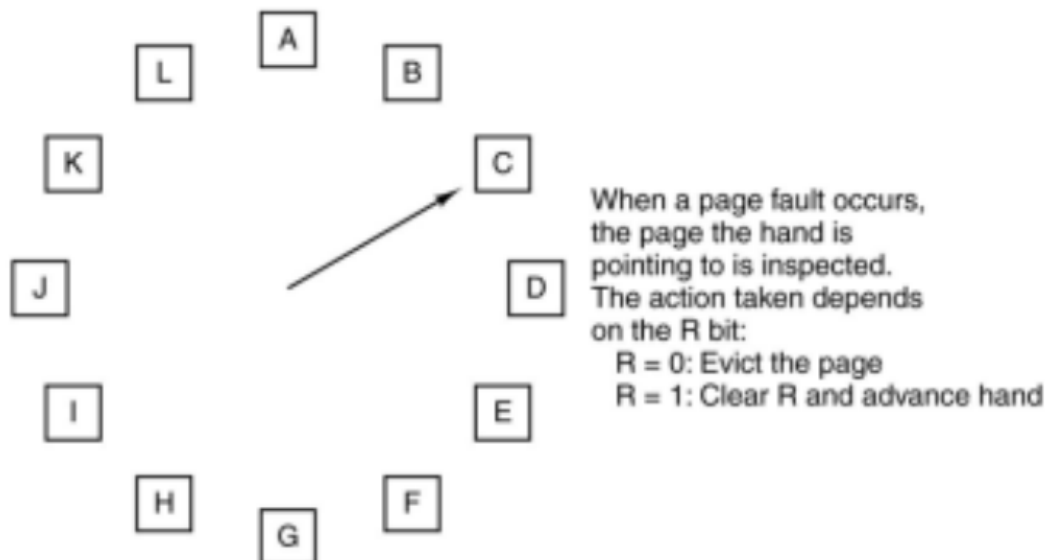 A
L
B
K
C
When a page fault occurs,
the page the hand is
pointing to is inspected.
The action taken depends
on the R bit:
R = 0: Evict the page
R = 1: Clear R and advance hand
J
D
I
E
H
F
G